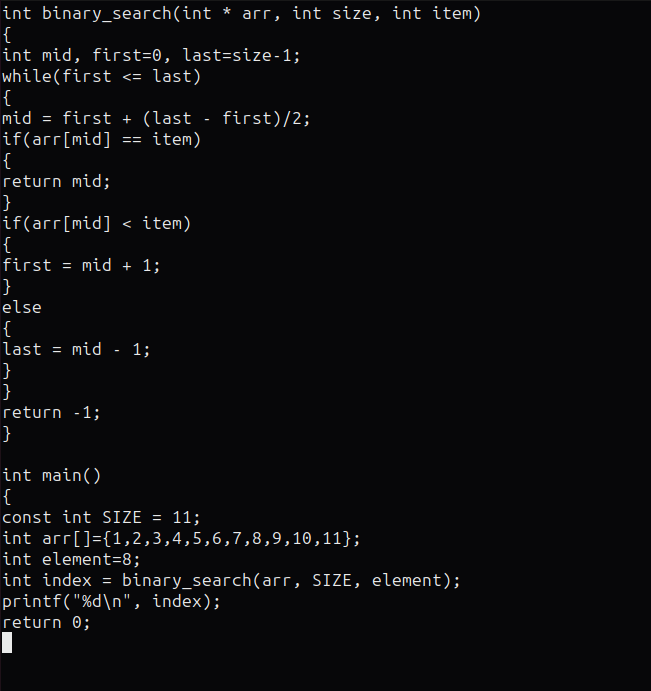 int binary_search(int * arr, int size, int item)
{
int mid, first=0, last=size-1;
while(first <= last)
{
mid = first + (last - first)/2;
if(arr[mid] == item)
{
return mid;
}
if(arr[mid] < item)
{
first = mid + 1;
}
else
{
last = mid - 1;
}
}
return -1;
}

int main()
{
const int SIZE = 11;
int arr[]={1,2,3,4,5,6,7,8,9,10,11};
int element=8;
int index = binary_search(arr, SIZE, element);
printf("%d\n", index);
return 0;